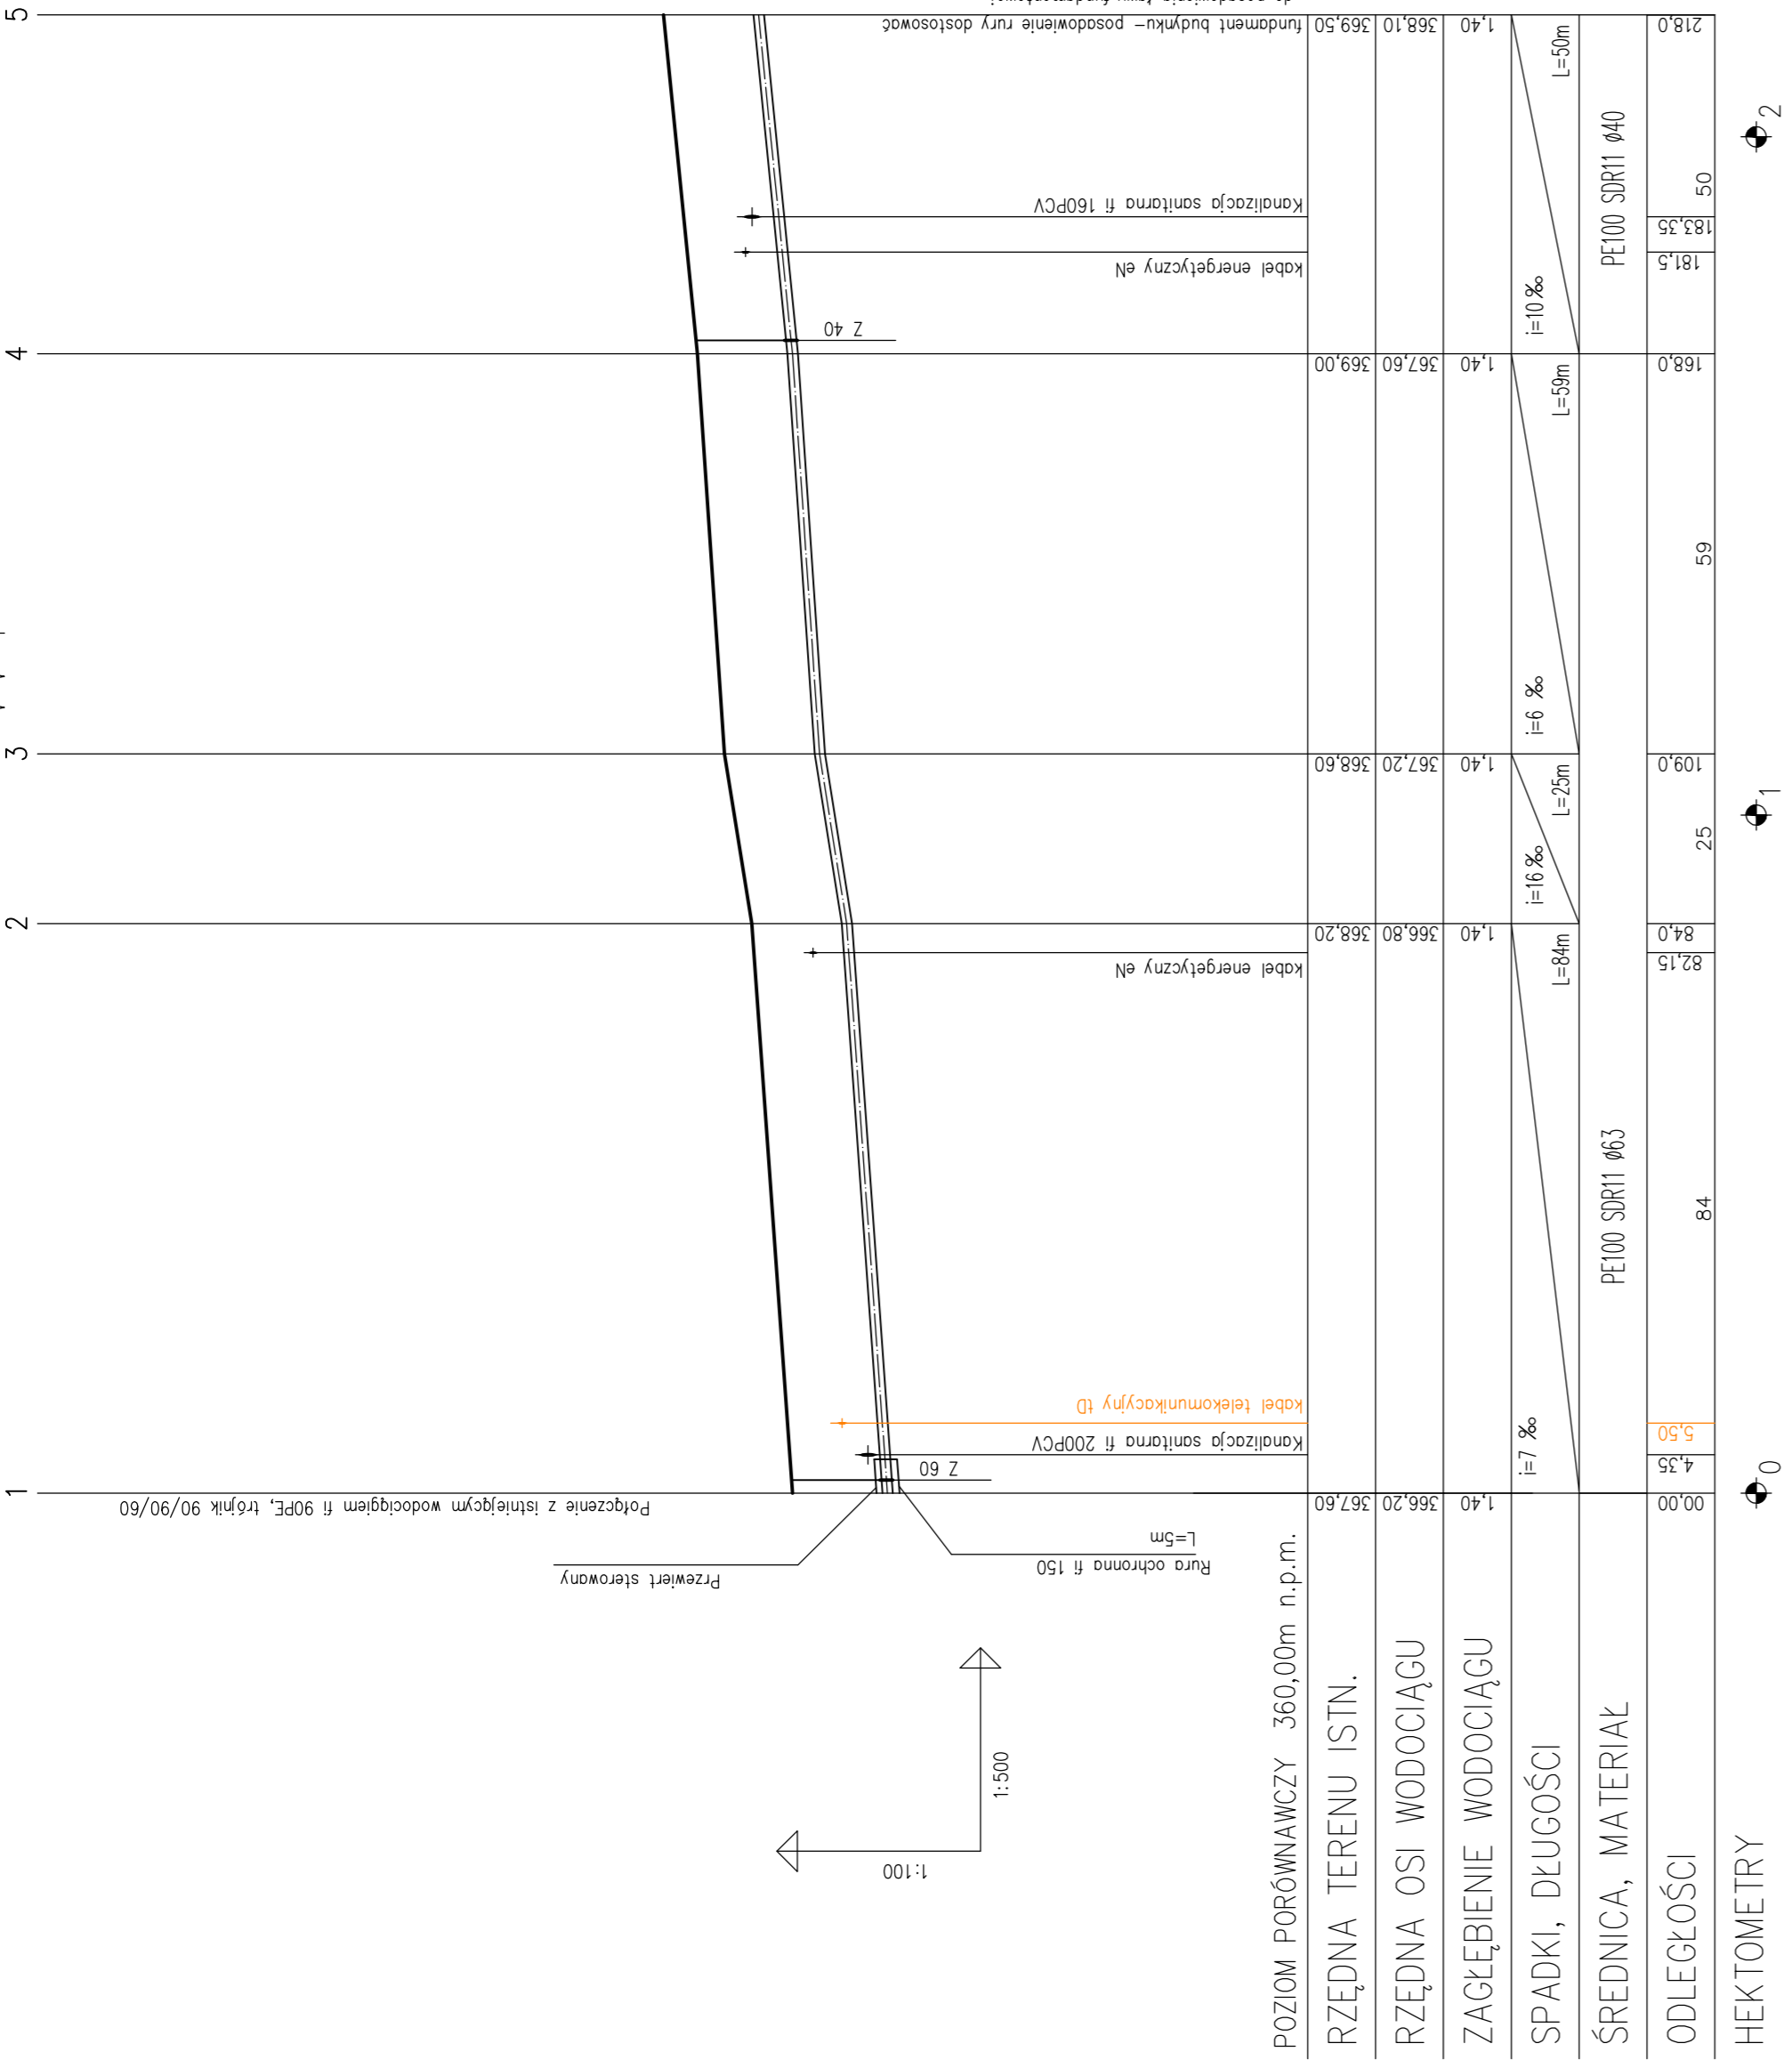 1
2
3
4
5
Połączenie z istniejącym wodociągiem fi 90PE, trójnik 90/90/60
Przewiert sterowany
Rura ochronna fi 150
L=5m
Z 60
Kanalizacja sanitarna fi 200PCV
kabel telekomunikacyjny tD
kabel energetyczny eN
Z 40
kabel energetyczny eN
Kanalizacja sanitarna fi 160PCV
fundament budynku– posadowienie rury dostosować
1:100
1:500
POZIOM PORÓWNAWCZY 360,00m n.p.m.
RZĘDNA TERENU ISTN.
367,60
368,20
368,60
369,00
369,50
RZĘDNA OSI WODOCIĄGU
366,20
366,80
367,20
367,60
368,10
ZAGŁĘBIENIE WODOCIĄGU
1,40
1,40
1,40
1,40
1,40
SPADKI, DŁUGOŚCI
i=7 ‰
L=84m
i=16‰
L=25m
i=6 ‰
L=59m
i=10‰
L=50m
ŚREDNICA, MATERIAŁ
PE100 SDR11 ϕ63
PE100 SDR11 ϕ40
ODLEGŁOŚCI
00,00
4,35
5,50
84
82,15
84,0
25
109,0
59
168,0
181,5
183,35
50
218,0
HEKTOMETRY
0
1
2